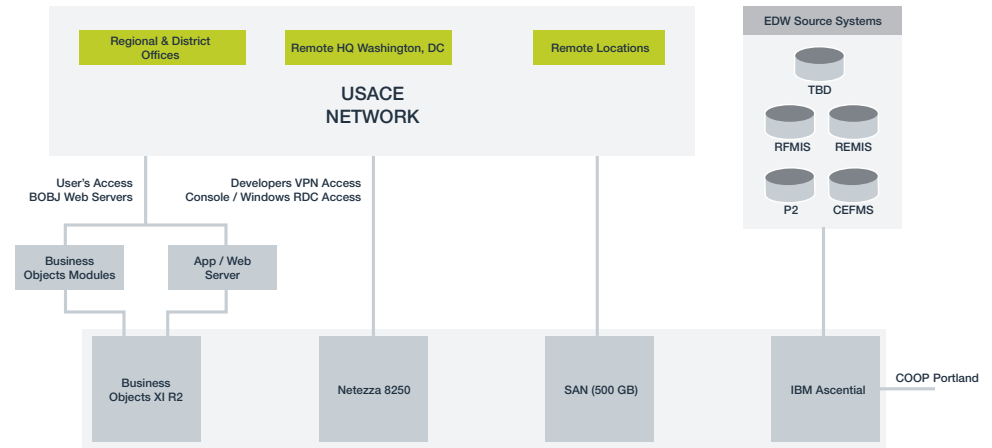 EDW Source Systems
Regional & District
Offices
Remote HQ Washington, DC
Remote Locations
USACE
NETWORK
TBD
RFMIS
REMIS
P2
CEFMS
User's Access
BOBJ Web Servers
Developers VPN Access
Console / Windows RDC Access
Business
Objects Modules
App / Web
Server
Business
Objects XI R2
Netezza 8250
SAN (500 GB)
IBM Ascential
COOP Portland